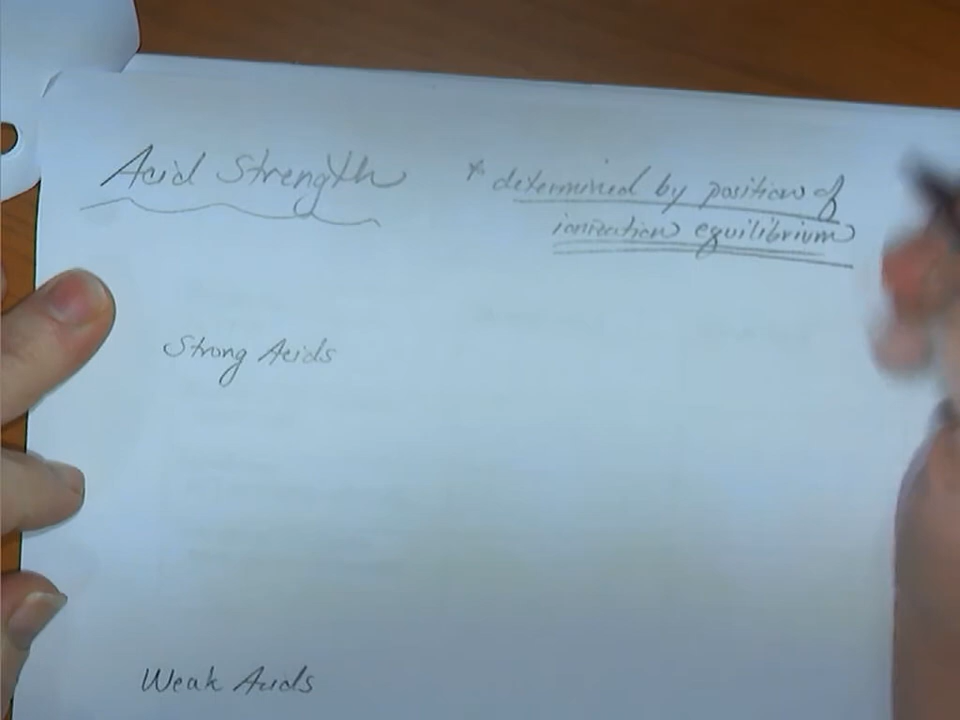 Acid Strength
* determined by position of
ionization equilibrium
Strong Acids
Weak Acids